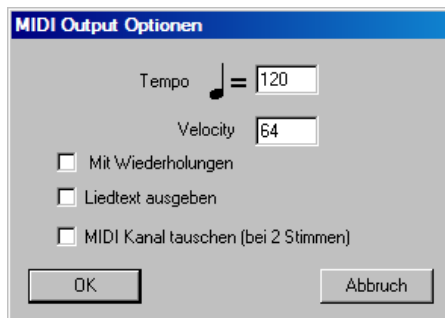 MIDI Output Optionen
Tempo = 120
Velocity 64
Mit Wiederholungen
Liedtext ausgeben
MIDI Kanal tauschen (bei 2 Stimmen)
OK Abbruch